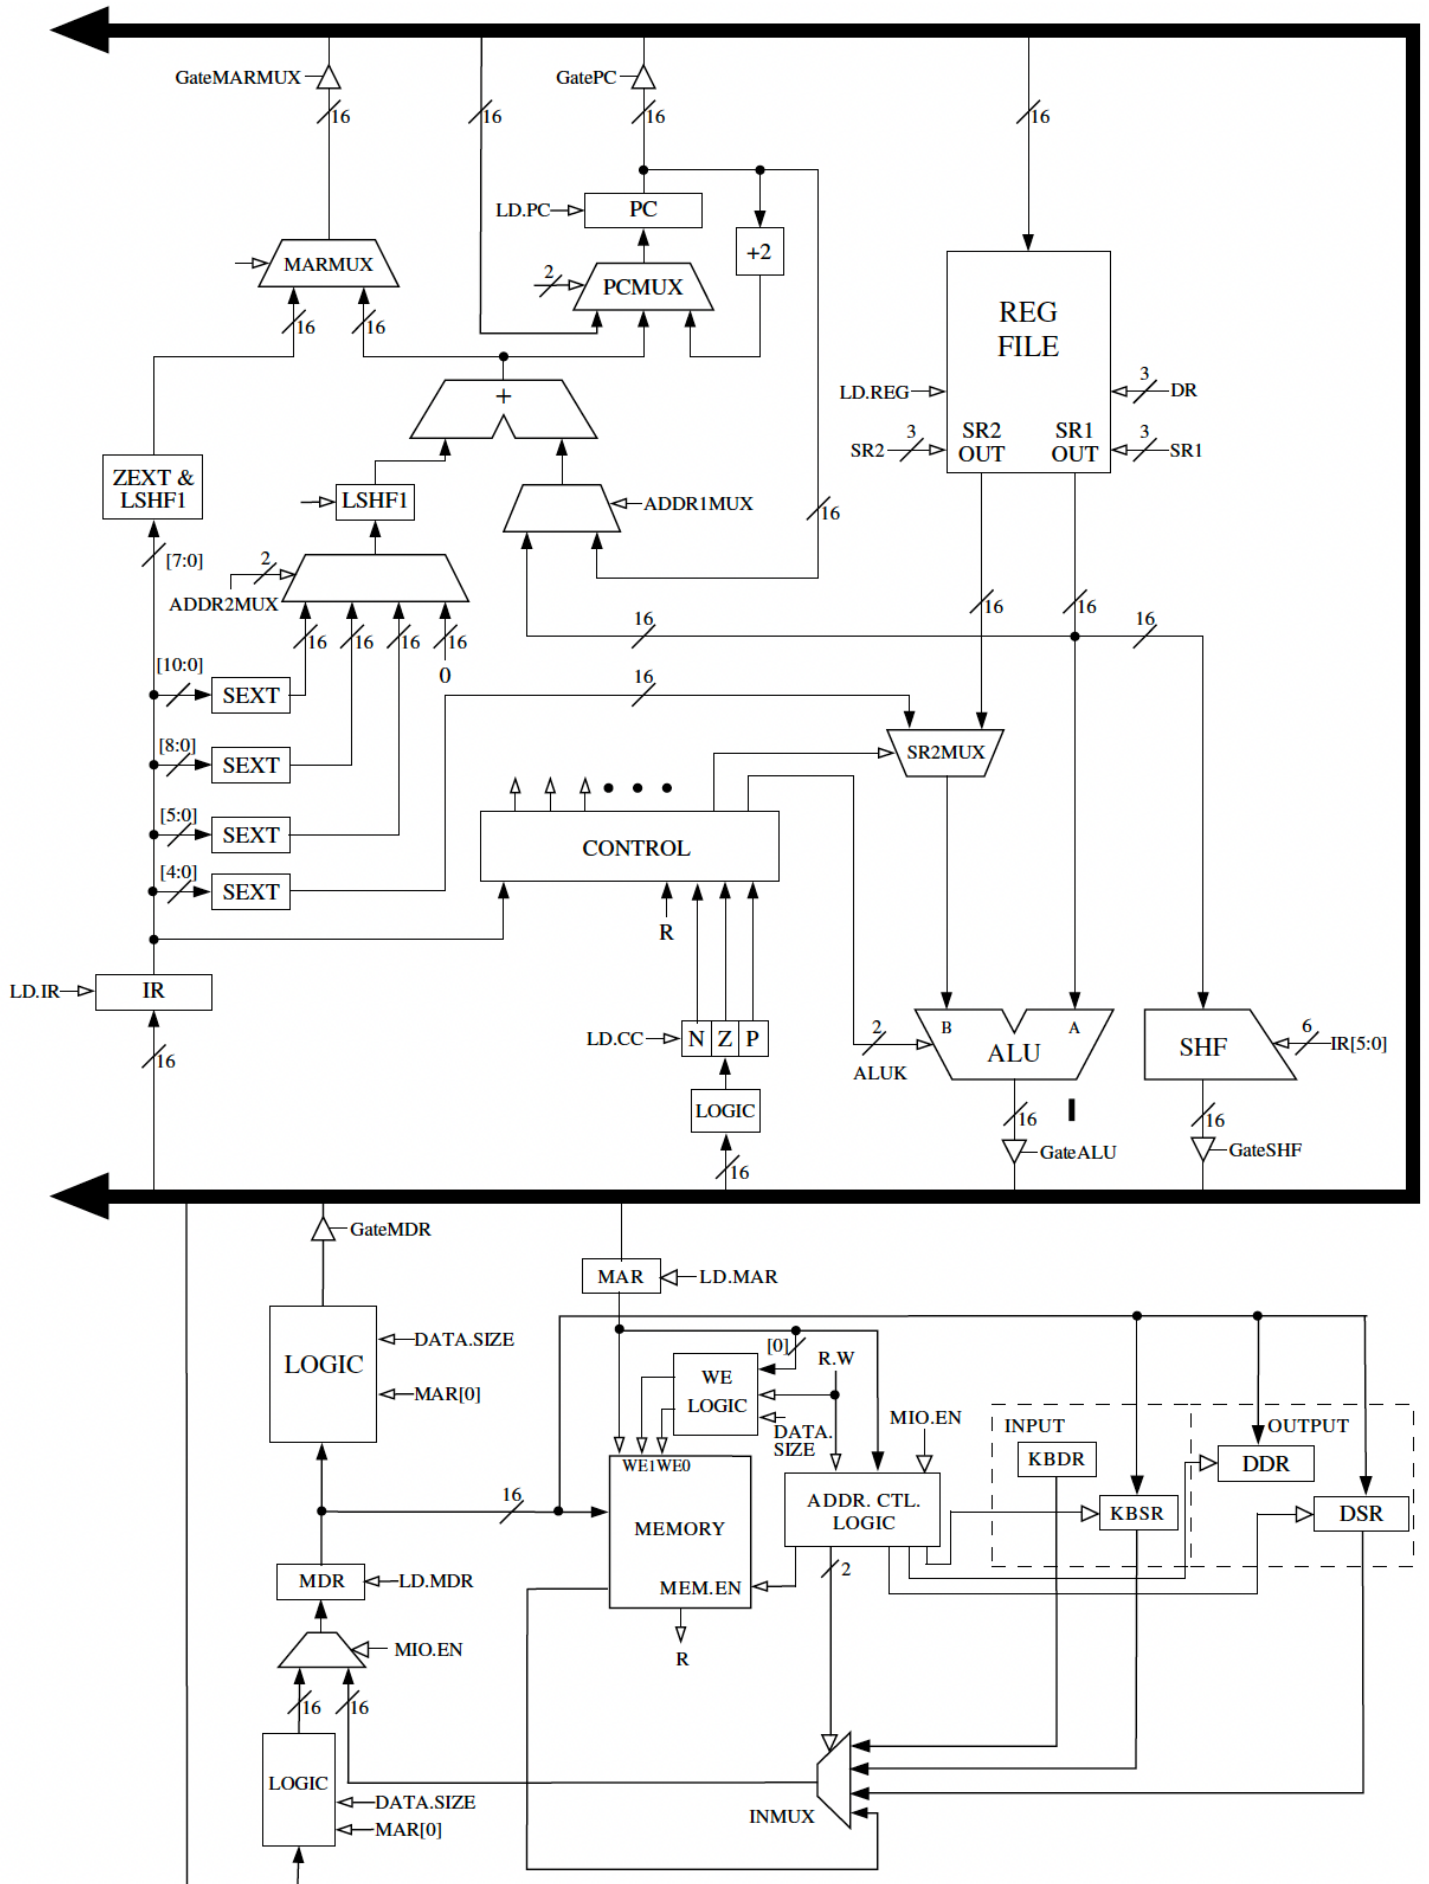 GateMARMUX
16
16
GatePC
16
16
LD.PC
PC
+2
MARMUX
2
PCMUX
16
16
REG
FILE
LD.REG
3
DR
SR2
3
SR2
OUT
SR1
OUT
3
SR1
+
ZEXT &
LSHF1
LSHF1
ADDR1MUX
16
[7:0]
2
ADDR2MUX
16
16
16
16
0
16
16
16
16
[10:0]
SEXT
16
[8:0]
SEXT
SR2MUX
[5:0]
SEXT
CONTROL
[4:0]
SEXT
R
LD.IR
IR
16
LD.CC
N Z P
LOGIC
16
2
ALUK
B
A
ALU
SHF
6
IR[5:0]
16
GateALU
16
GateSHF
GateMDR
MAR
LD.MAR
LOGIC
DATA.SIZE
MAR[0]
[0]
WE
LOGIC
R.W
DATA.
SIZE
MIO.EN
INPUT
KBDR
KBSR
OUTPUT
DDR
DSR
16
WE1 WE0
MEMORY
MEM.EN
ADDR. CTL.
LOGIC
2
R
MDR
LD.MDR
MIO.EN
16
16
LOGIC
DATA.SIZE
MAR[0]
INMUX